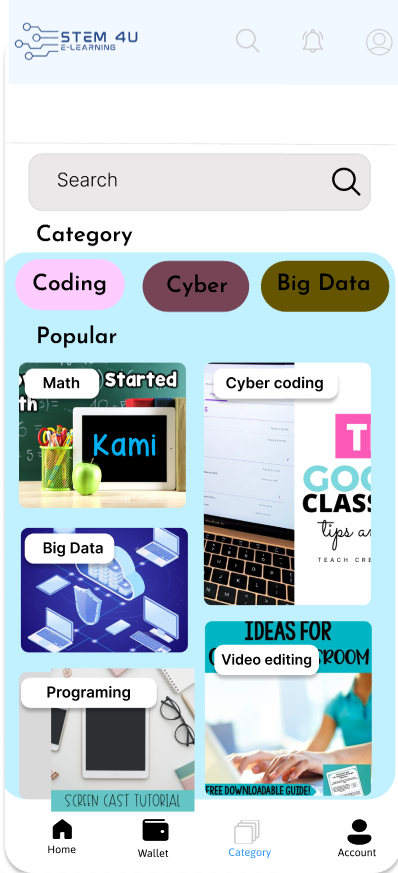 STEM 4U
E-LEARNING
Search
Category
Coding
Cyber
Big Data
Popular
Math
Started
th
Kami
Cyber coding
T
GOO
CLASS
tips a
TEACH CRE
Big Data
IDEAS FOR
Video editing
ROOM
FREE DOWNLOADABLE GUIDE!
Programing
SCREEN CAST TUTORIAL
Home
Wallet
Category
Account